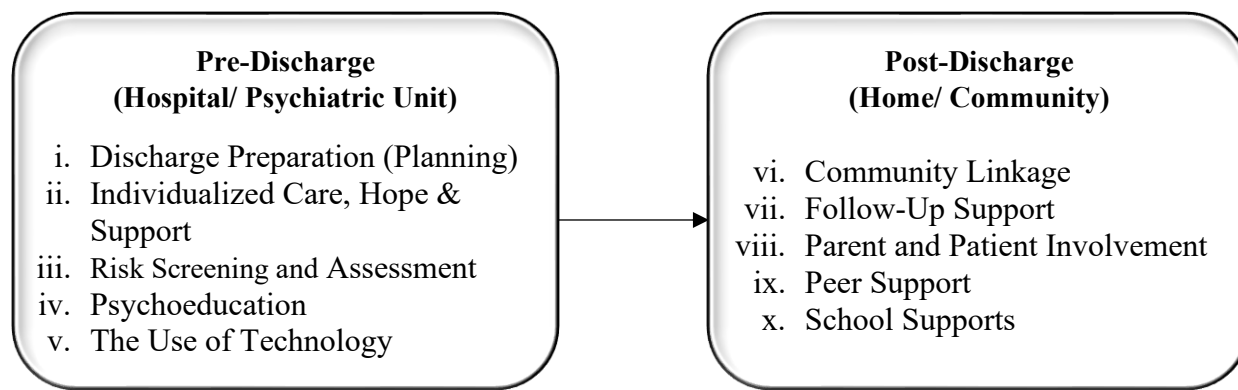 Pre-Discharge
(Hospital/ Psychiatric Unit)
i. Discharge Preparation (Planning)
ii. Individualized Care, Hope &
Support
iii. Risk Screening and Assessment
iv. Psychoeducation
v. The Use of Technology
Post-Discharge
(Home/ Community)
vi. Community Linkage
vii. Follow-Up Support
viii. Parent and Patient Involvement
ix. Peer Support
x. School Supports